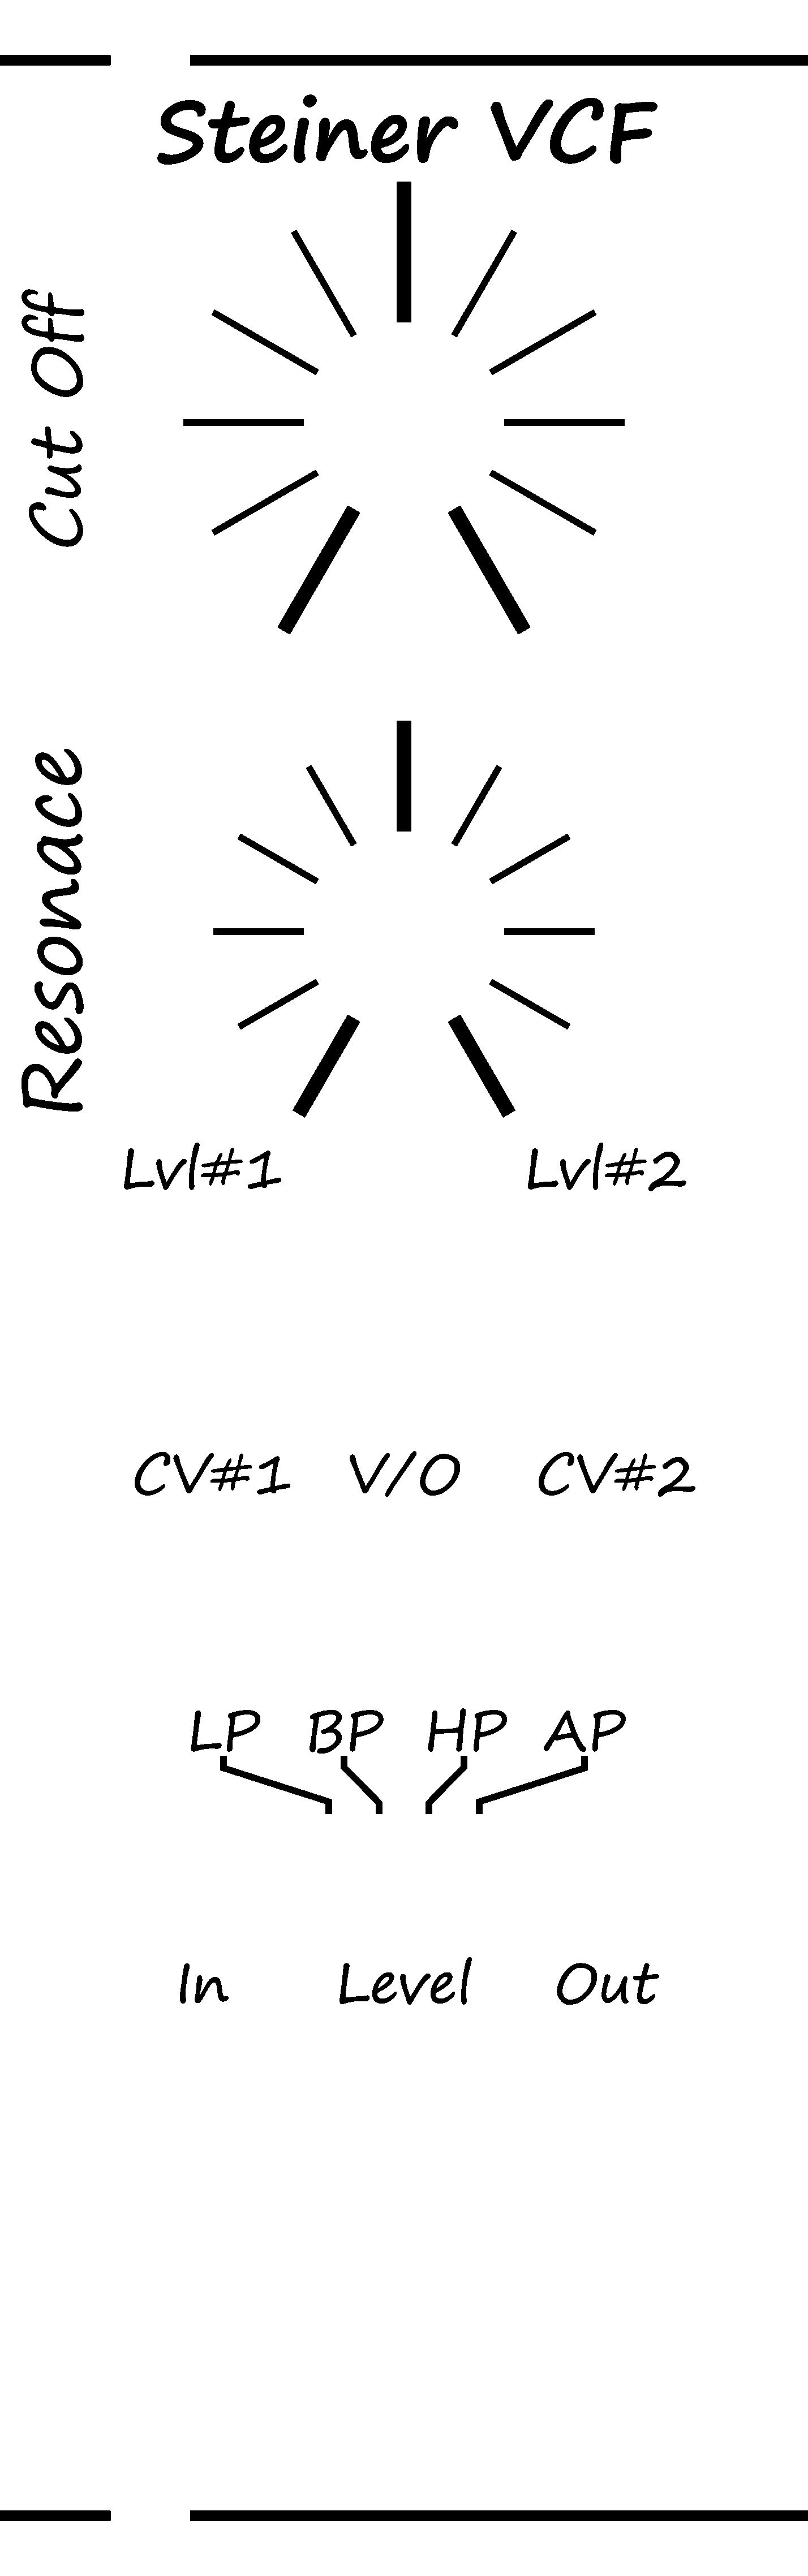 Steiner VCF
Cut Off
Resonace
Lvl#1 Lvl#2
CV#1 V/O CV#2
LP BP HP AP
In Level Out